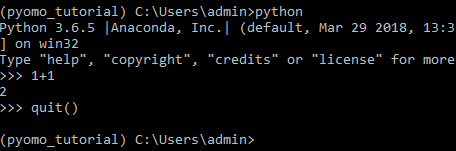 (pyomo_tutorial) C:\Users\admin>python
Python 3.6.5 |Anaconda, Inc.| (default, Mar 29 2018, 13:3
] on win32
Type "help", "copyright", "credits" or "license" for more
>>> 1+1
2
>>> quit()
(pyomo_tutorial) C:\Users\admin>